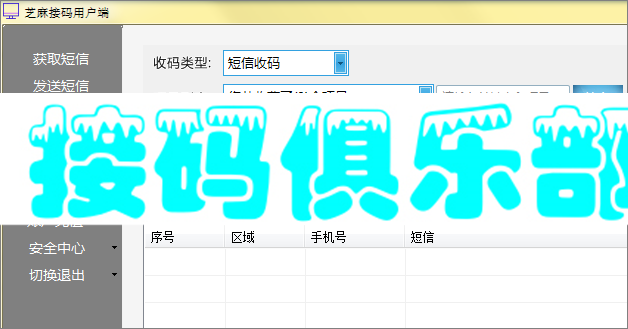 芝麻接码用户端
获取短信
收码类型: 短信收码
发送短信
接码俱乐部
安全中心
切换退出
序号 区域 手机号 短信